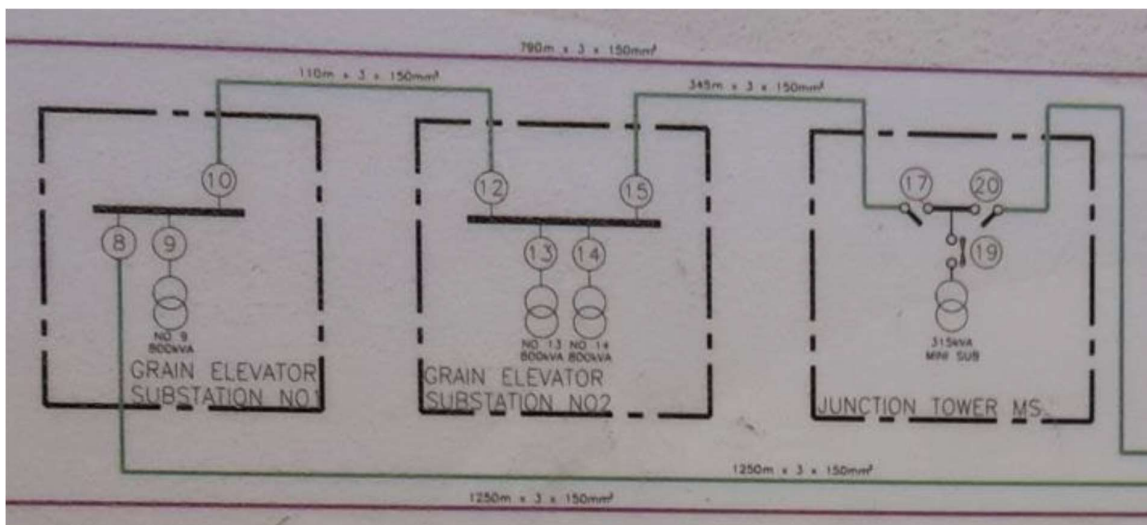 790m x 3 x 150mm²
110m x 3 x 150mm²
345m x 3 x 150mm²
10
12
15
17
20
8
9
13
14
19
NO 9
800kVA
NO 13
800kVA
NO 14
800kVA
315kVA
MINI SUB
GRAIN ELEVATOR
SUBSTATION NO1
GRAIN ELEVATOR
SUBSTATION NO2
JUNCTION TOWER MS
1250m x 3 x 150mm²
1250m x 3 x 150mm²